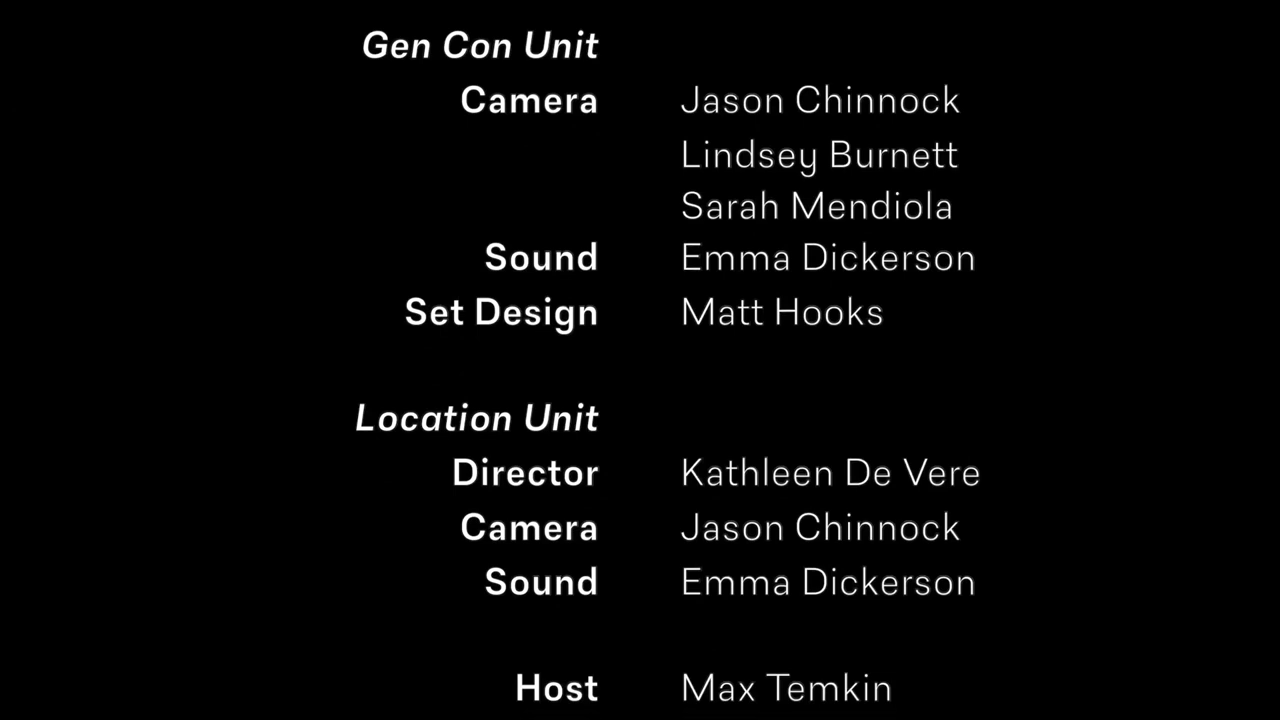 Gen Con Unit
Camera Jason Chinnock
Lindsey Burnett
Sarah Mendiola
Sound Emma Dickerson
Set Design Matt Hooks
Location Unit
Director Kathleen De Vere
Camera Jason Chinnock
Sound Emma Dickerson
Host Max Temkin